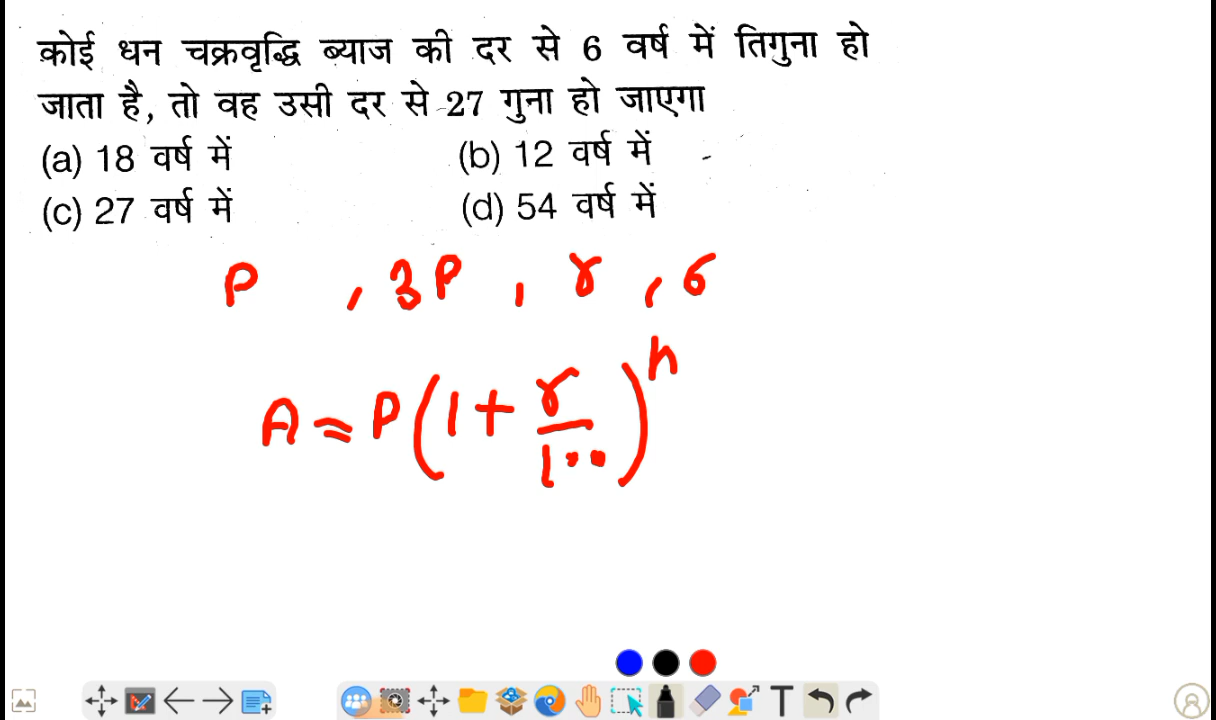 कोई धन चक्रवृद्धि ब्याज की दर से 6 वर्ष में तिगुना हो
जाता है, तो वह उसी दर से 27 गुना हो जाएगा
(a) 18 वर्ष में (b) 12 वर्ष में
(c) 27 वर्ष में (d) 54 वर्ष में
P , 3P , r , 6
A = P(1 + r/100)^n
T